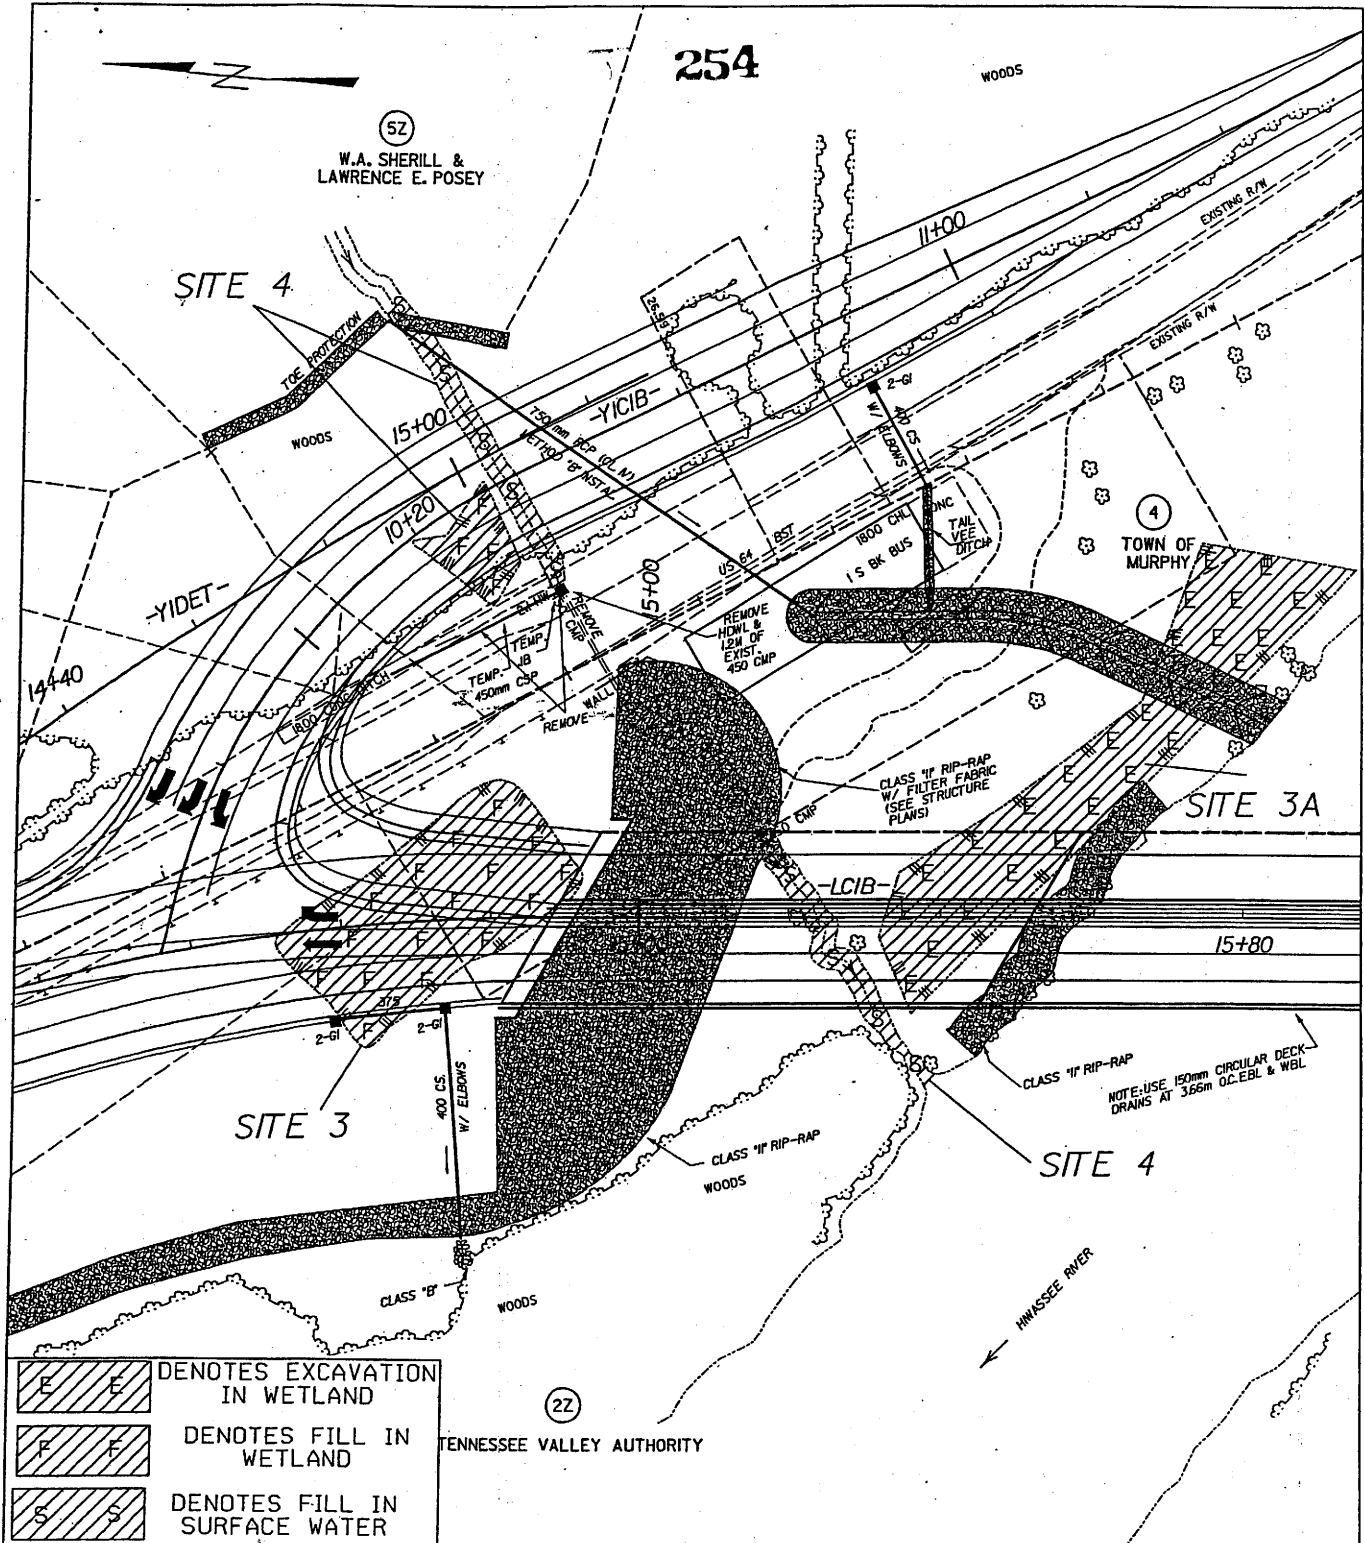 254
WOODS
N
5Z
W.A. SHERILL &
LAWRENCE E. POSEY
EXISTING R/W
11+00
SITE 4
TOE PROTECTION
26.59
EXISTING R/W
-Y1C1B-
2-GI
15+00
WOODS
750 mm RCP (CL. IV)
METHOD "B" INSTAL.
400 CS.
W/ ELBOWS
10+20
4
TOWN OF
MURPHY
TAIL
VEE
DITCH
1800 CHL
CONC
US 64
BST
1 S BK BUS
-Y1DET-
15+00
REMOVE
HDWL &
1.2M OF
EXIST.
450 CMP
REMOVE
CMP
TEMP.
JB
TEMP.
450mm CSP
14+40
DITCH
WALL
REMOVE
CLASS "II" RIP-RAP
W/ FILTER FABRIC
(SEE STRUCTURE
PLANS)
CMP
SITE 3A
-LC1B-
15+80
375
2-GI
2-GI
400 CS.
W/ ELBOWS
SITE 3
CLASS "II" RIP-RAP
NOTE:USE 150mm CIRCULAR DECK
DRAINS AT 3.66m O.C. EBL & WBL
CLASS "II" RIP-RAP
WOODS
SITE 4
CLASS "B"
WOODS
HIWASSEE RIVER
E E
DENOTES EXCAVATION
IN WETLAND
2Z
TENNESSEE VALLEY AUTHORITY
F F
DENOTES FILL IN
WETLAND
S S
DENOTES FILL IN
SURFACE WATER